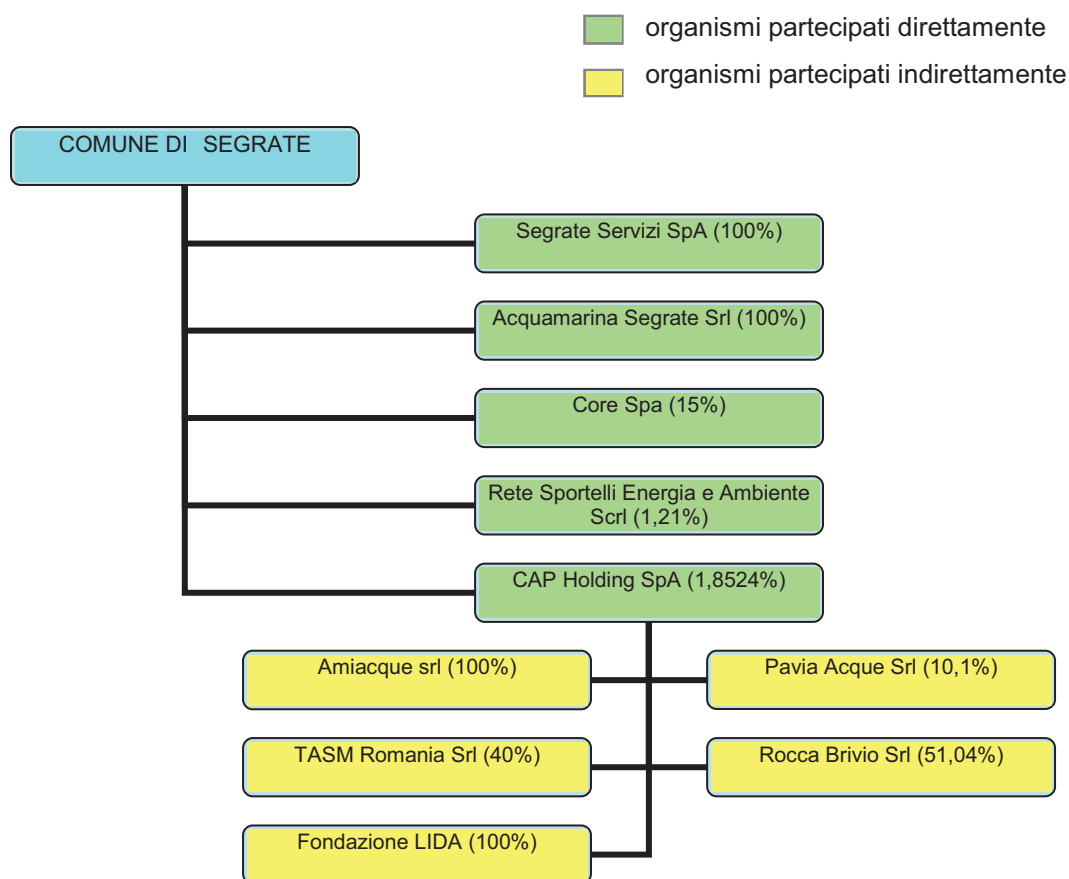 organismi partecipati direttamente
organismi partecipati indirettamente
COMUNE DI SEGRATE
Segrate Servizi SpA (100%)
Acquamarina Segrate Srl (100%)
Core Spa (15%)
Rete Sportelli Energia e Ambiente
Scrl (1,21%)
CAP Holding SpA (1,8524%)
Amiacque srl (100%)
Pavia Acque Srl (10,1%)
TASM Romania Srl (40%)
Rocca Brivio Srl (51,04%)
Fondazione LIDA (100%)